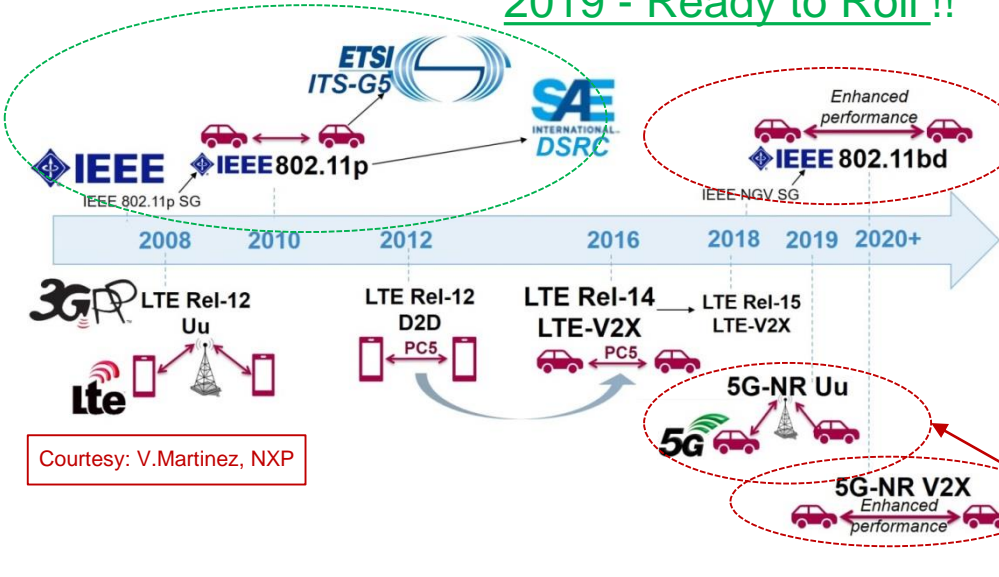 2019 - Ready to Roll !!
ETSI
ITS-G5
SAE
INTERNATIONAL
DSRC
Enhanced
performance
IEEE
IEEE 802.11p
IEEE 802.11bd
IEEE 802.11p SG
IEEE NGV SG
2008
2010
2012
2016
2018
2019
2020+
3GPP
LTE Rel-12
Uu
Lte
LTE Rel-12
D2D
PC5
LTE Rel-14
LTE-V2X
PC5
LTE Rel-15
LTE-V2X
5G-NR Uu
5G
Courtesy: V.Martinez, NXP
5G-NR V2X
Enhanced
performance